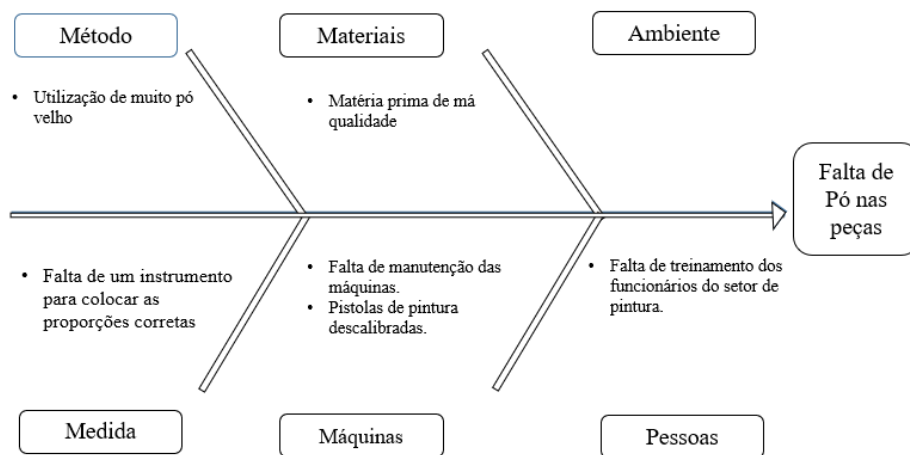 Método
Materiais
Ambiente
• Utilização de muito pó
velho
• Matéria prima de má
qualidade
Falta de
Pó nas
peças
• Falta de um instrumento
para colocar as
proporções corretas
• Falta de manutenção das
máquinas.
• Pistolas de pintura
descalibradas.
• Falta de treinamento dos
funcionários do setor de
pintura.
Medida
Máquinas
Pessoas